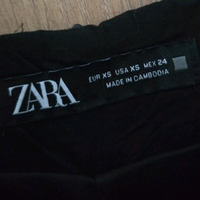 ZARA
EUR XS USA XS MEX 24
MADE IN CAMBODIA